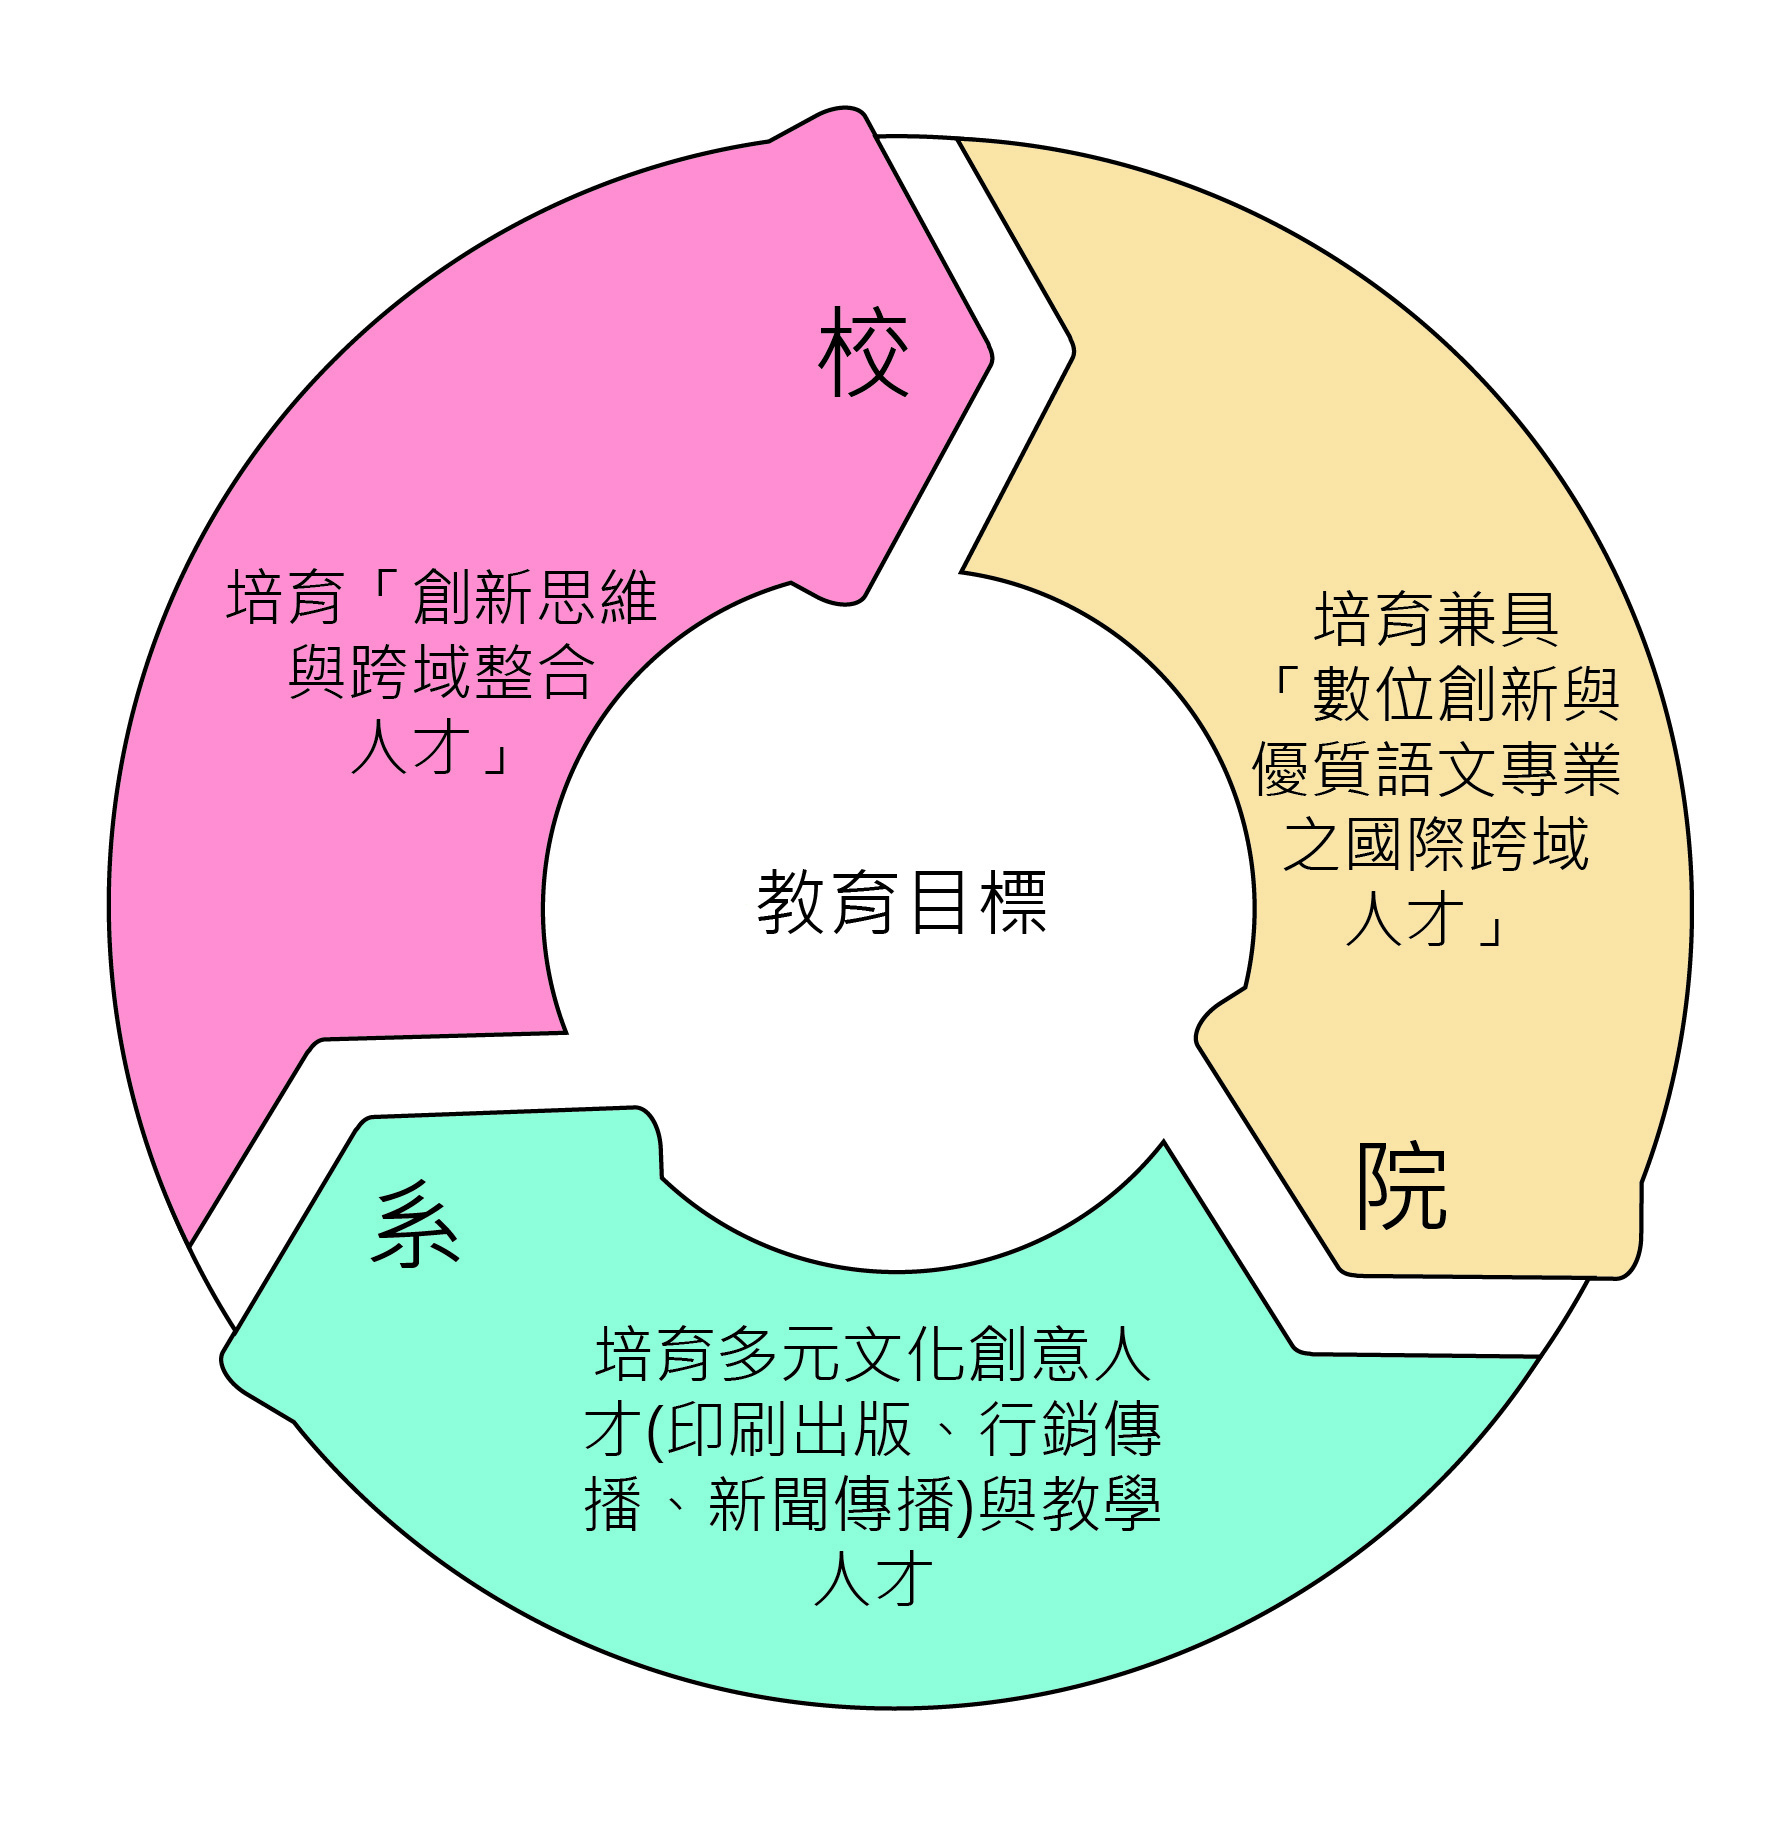 校
培育「創新思維
與跨域整合
人才」
培育兼具
「數位創新與
優質語文專業
之國際跨域
人才」
院
教育目標
系
培育多元文化創意人
才(印刷出版、行銷傳
播、新聞傳播)與教學
人才